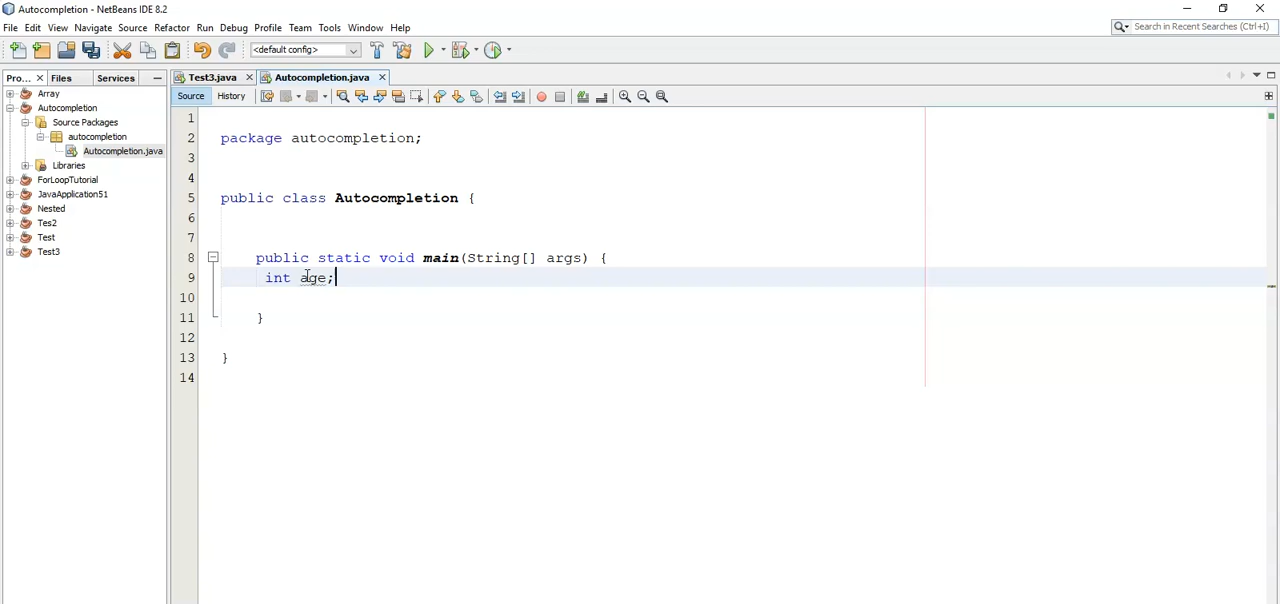 Autocompletion - NetBeans IDE 8.2
File Edit View Navigate Source Refactor Run Debug Profile Team Tools Window Help
Search in Recent Searches (Ctrl+I)
<default config>
Pro... Files Services
Test3.java Autocompletion.java
Source History
Array
Autocompletion
Source Packages
autocompletion
Autocompletion.java
Libraries
ForLoopTutorial
JavaApplication51
Nested
Tes2
Test
Test3
1
2 package autocompletion;
3
4
5 public class Autocompletion {
6
7
8 public static void main(String[] args) {
9 int age;
10
11 }
12
13 }
14